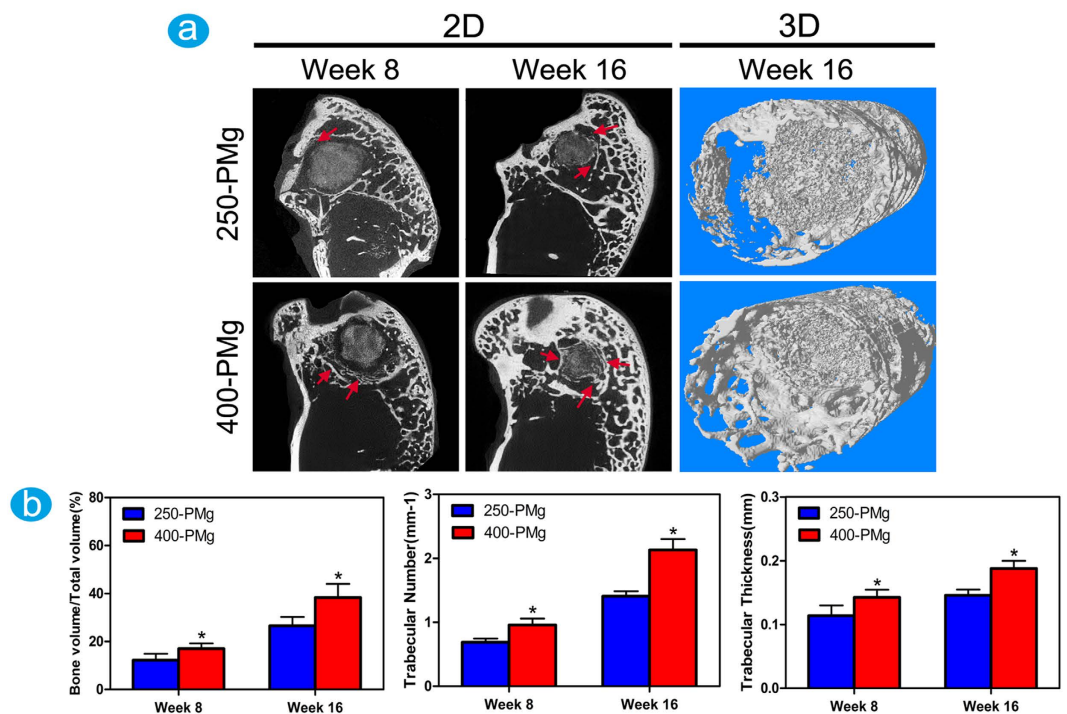 a
2D
3D
Week 8
Week 16
Week 16
250-PMg
400-PMg
b
Bone volume/Total volume(%)
80
60
40
20
0
250-PMg
400-PMg
*
*
Week 8
Week 16
Trabecular Number(mm-1)
3
2
1
0
250-PMg
400-PMg
*
*
Week 8
Week 16
Trabecular Thickness(mm)
0.3
0.2
0.1
0.0
250-PMg
400-PMg
*
*
Week 8
Week 16